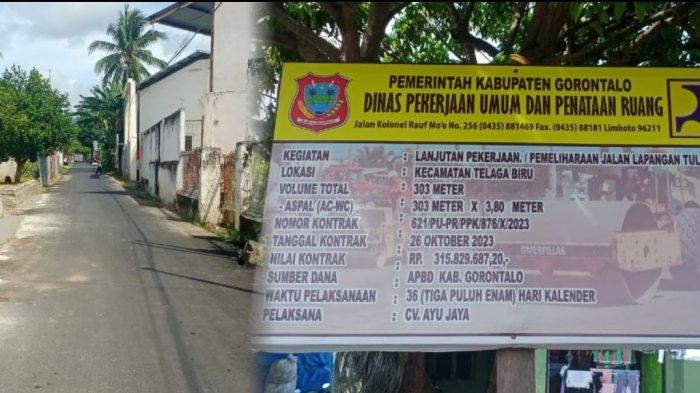 PEMERINTAH KABUPATEN GORONTALO
DINAS PEKERJAAN UMUM DAN PENATAAN RUANG
Jalan Kolonel Rauf Mo'o No. 256 (0435) 881469 Fax. (0435) 88181 Limboto 96211
KEGIATAN : LANJUTAN PEKERJAAN. / PEMELIHARAAN JALAN LAPANGAN
LOKASI : KECAMATAN TELAGA BIRU
VOLUME TOTAL : 303 METER
- ASPAL (AC-WC) : 303 METER X 3,80 METER
NOMOR KONTRAK : 621/PU-PR/PPK/876/X/2023
TANGGAL KONTRAK : 26 OKTOBER 2023
NILAI KONTRAK : RP. 315.829.687,20,-
SUMBER DANA : APBD KAB. GORONTALO
WAKTU PELAKSANAAN : 36 (TIGA PULUH ENAM) HARI KALENDER
PELAKSANA : CV. AYU JAYA
CATERPILLAR